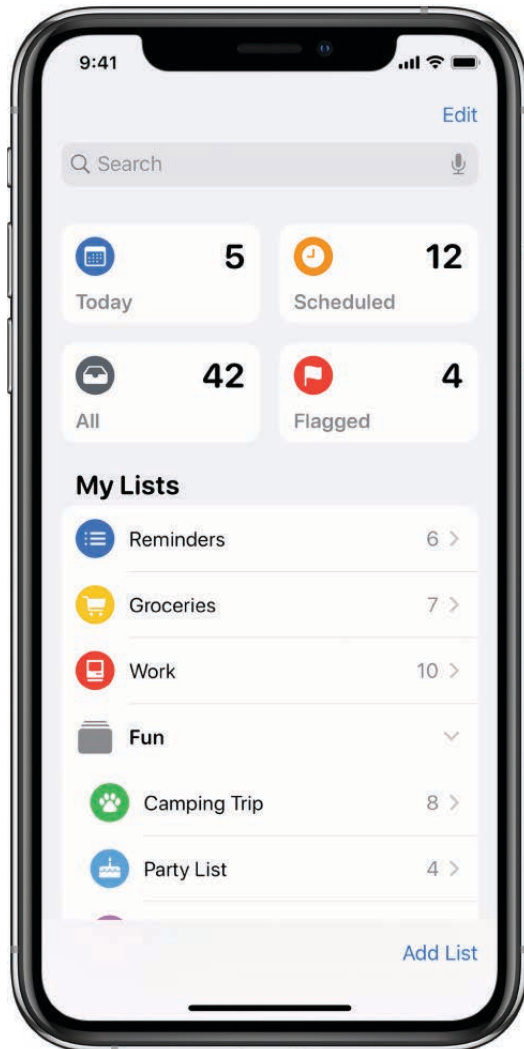 9:41
Edit
Search
5
12
Today
Scheduled
42
4
All
Flagged
My Lists
Reminders 6
Groceries 7
Work 10
Fun
Camping Trip 8
Party List 4
Add List